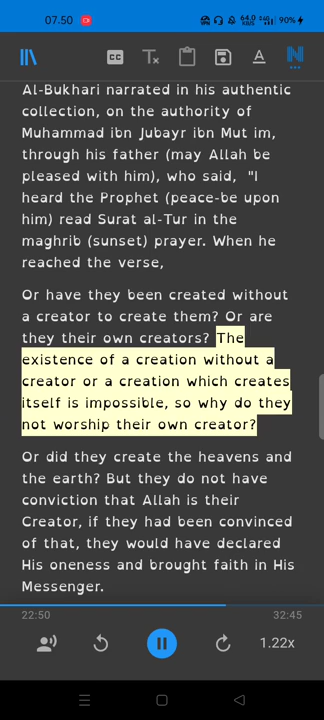 07.50
64.0 KB/S
90%
CC
Al-Bukhari narrated in his authentic
collection, on the authority of
Muhammad ibn Jubayr ibn Mut im,
through his father (may Allah be
pleased with him), who said,  "I
heard the Prophet (peace-be upon
him) read Surat al-Tur in the
maghrib (sunset) prayer. When he
reached the verse,
Or have they been created without
a creator to create them? Or are
they their own creators? The
existence of a creation without a
creator or a creation which creates
itself is impossible, so why do they
not worship their own creator?
Or did they create the heavens and
the earth? But they do not have
conviction that Allah is their
Creator, if they had been convinced
of that, they would have declared
His oneness and brought faith in His
Messenger.
22:50
32:45
1.22x